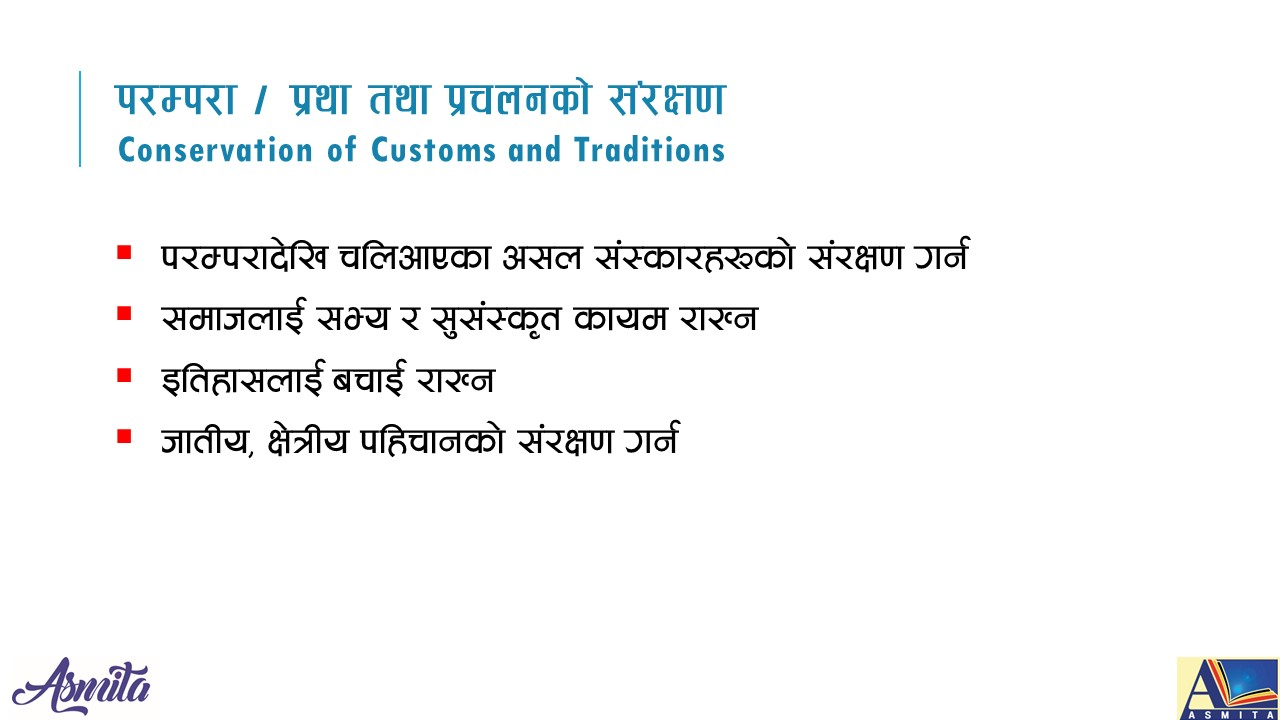 परम्परा / प्रथा तथा प्रचलनको संरक्षण
Conservation of Customs and Traditions
परम्परादेखि चलिआएका असल संस्कारहरुको संरक्षण गर्न
समाजलाई सभ्य र सुसंस्कृत कायम राख्न
इतिहासलाई बचाई राख्न
जातीय, क्षेत्रीय पहिचानको संरक्षण गर्न
Asmita
ASMITA